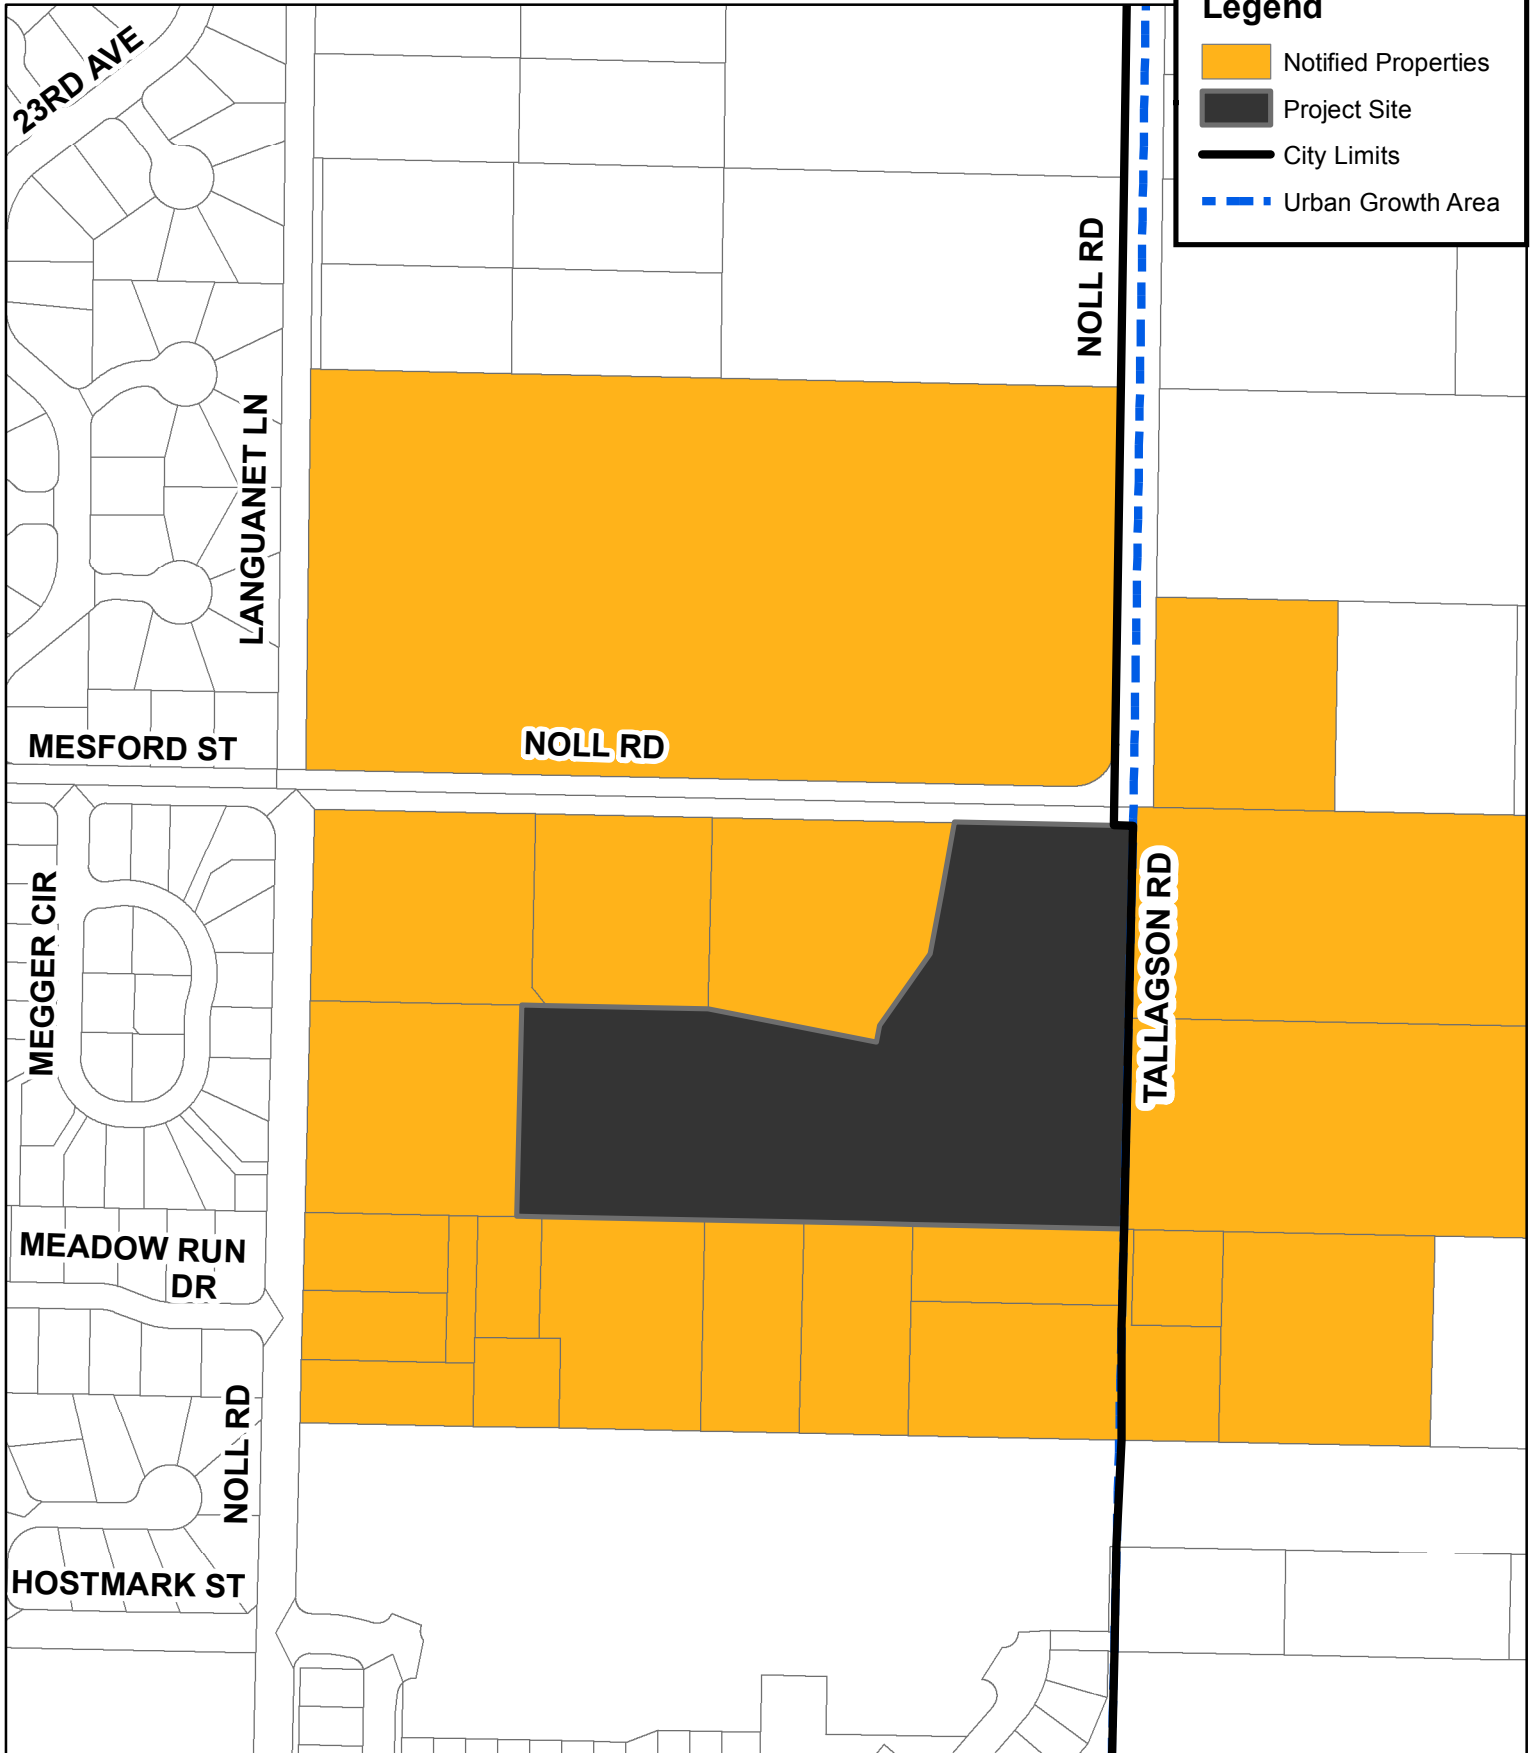 Legend
Notified Properties
Project Site
City Limits
Urban Growth Area
23RD AVE
NOLL RD
LANGUANET LN
MESFORD ST
NOLL RD
MEGGER CIR
TALLAGSON RD
MEADOW RUN
DR
NOLL RD
HOSTMARK ST